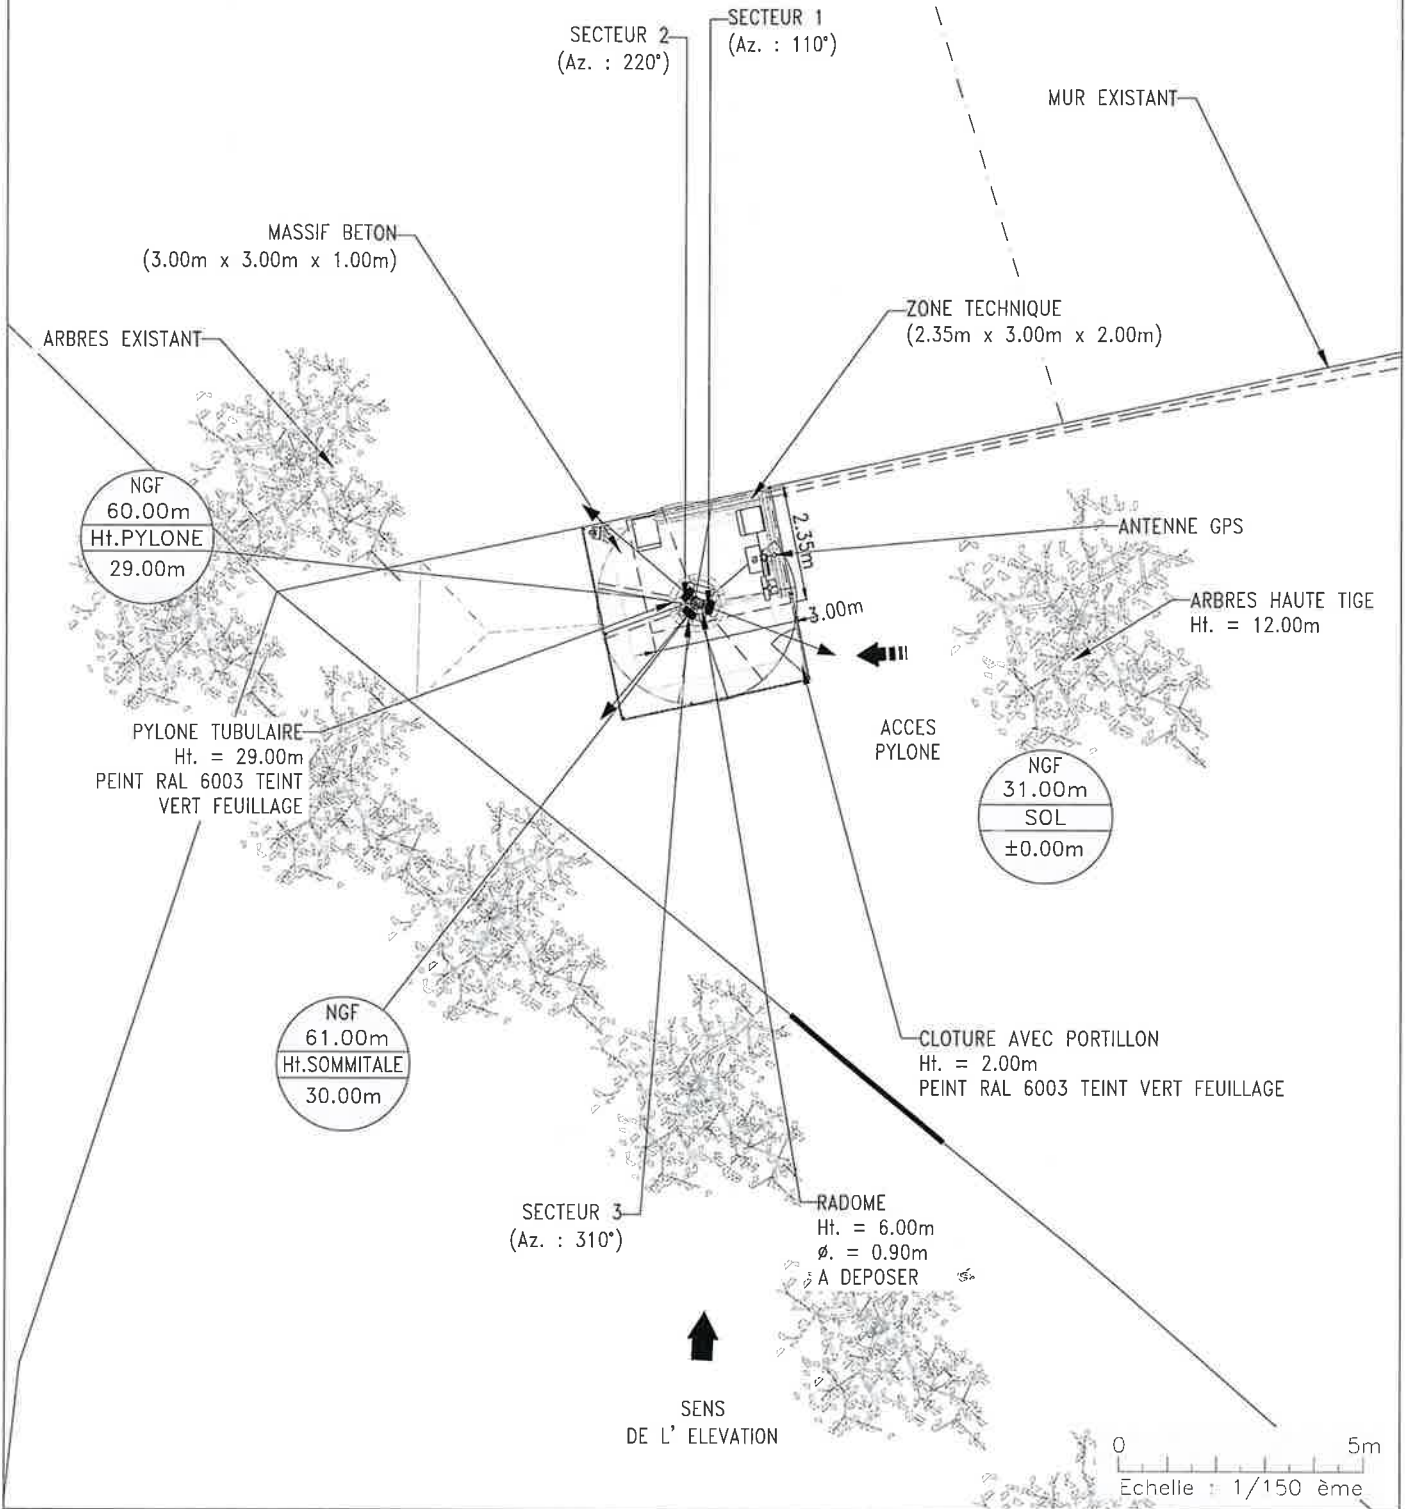 SECTEUR 1
(Az. : 110°)
SECTEUR 2
(Az. : 220°)
MUR EXISTANT
MASSIF BETON
(3.00m x 3.00m x 1.00m)
ZONE TECHNIQUE
(2.35m x 3.00m x 2.00m)
ARBRES EXISTANT
NGF
60.00m
Ht.PYLONE
29.00m
2.35m
ANTENNE GPS
3.00m
ARBRES HAUTE TIGE
Ht. = 12.00m
PYLONE TUBULAIRE
Ht. = 29.00m
PEINT RAL 6003 TEINT
VERT FEUILLAGE
ACCES
PYLONE
NGF
31.00m
SOL
±0.00m
NGF
61.00m
Ht.SOMMITALE
30.00m
CLOTURE AVEC PORTILLON
Ht. = 2.00m
PEINT RAL 6003 TEINT VERT FEUILLAGE
SECTEUR 3
(Az. : 310°)
RADOME
Ht. = 6.00m
ø. = 0.90m
A DEPOSER
SENS
DE L' ELEVATION
0 5m
Echelle : 1/150 ème